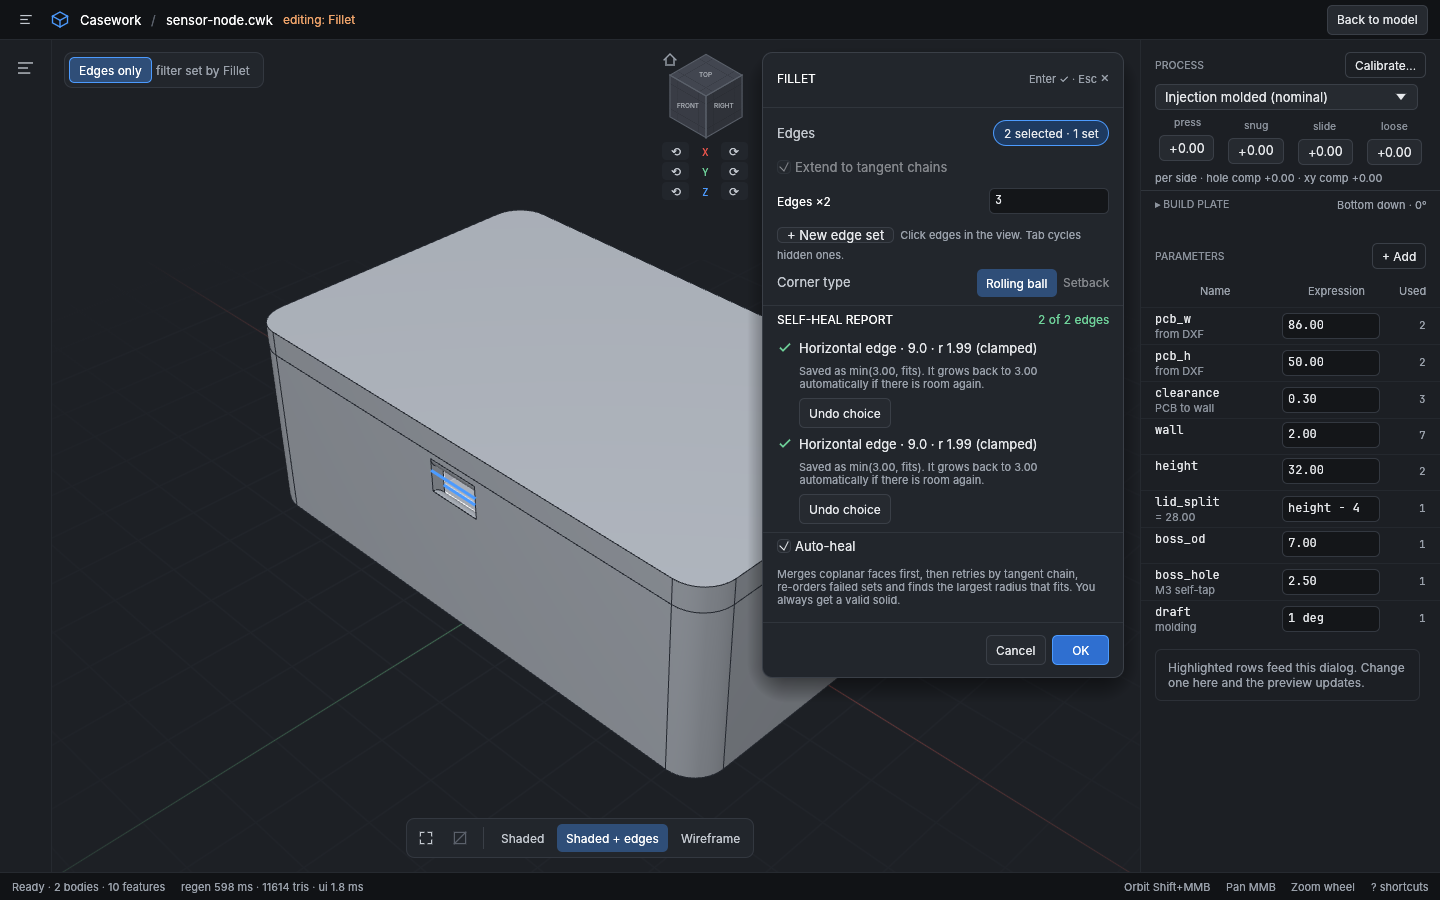 Casework / sensor-node.cwk editing: Fillet
Back to model
Edges only filter set by Fillet
TOP
FRONT RIGHT
X
Y
Z
FILLET
Enter ✓ · Esc ×
Edges
2 selected · 1 set
Extend to tangent chains
Edges ×2
3
+ New edge set Click edges in the view. Tab cycles
hidden ones.
Corner type
Rolling ball Setback
SELF-HEAL REPORT
2 of 2 edges
Horizontal edge · 9.0 · r 1.99 (clamped)
Saved as min(3.00, fits). It grows back to 3.00
automatically if there is room again.
Undo choice
Horizontal edge · 9.0 · r 1.99 (clamped)
Saved as min(3.00, fits). It grows back to 3.00
automatically if there is room again.
Undo choice
Auto-heal
Merges coplanar faces first, then retries by tangent chain,
re-orders failed sets and finds the largest radius that fits. You
always get a valid solid.
Cancel OK
PROCESS
Calibrate...
Injection molded (nominal)
press snug slide loose
+0.00 +0.00 +0.00 +0.00
per side · hole comp +0.00 · xy comp +0.00
▸ BUILD PLATE
Bottom down · 0°
PARAMETERS
+ Add
Name Expression Used
pcb_w 86.00 2
from DXF
pcb_h 50.00 2
from DXF
clearance 0.30 3
PCB to wall
wall 2.00 7
height 32.00 2
lid_split height - 4 1
= 28.00
boss_od 7.00 1
boss_hole 2.50 1
M3 self-tap
draft 1 deg 1
molding
Highlighted rows feed this dialog. Change
one here and the preview updates.
Shaded Shaded + edges Wireframe
Ready · 2 bodies · 10 features regen 598 ms · 11614 tris · ui 1.8 ms
Orbit Shift+MMB Pan MMB Zoom wheel ? shortcuts